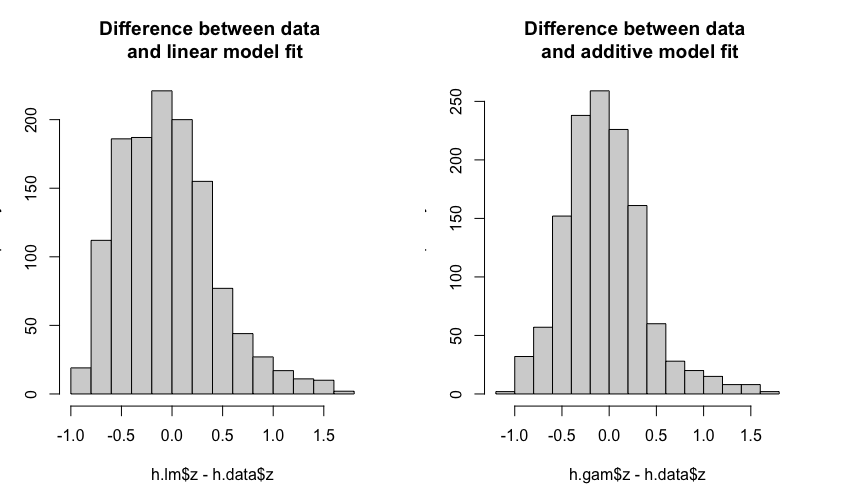 Difference between data
and linear model fit
200
150
100
50
0
-1.0 -0.5 0.0 0.5 1.0 1.5
h.lm$z - h.data$z
Difference between data
and additive model fit
250
200
150
100
50
0
-1.0 -0.5 0.0 0.5 1.0 1.5
h.gam$z - h.data$z